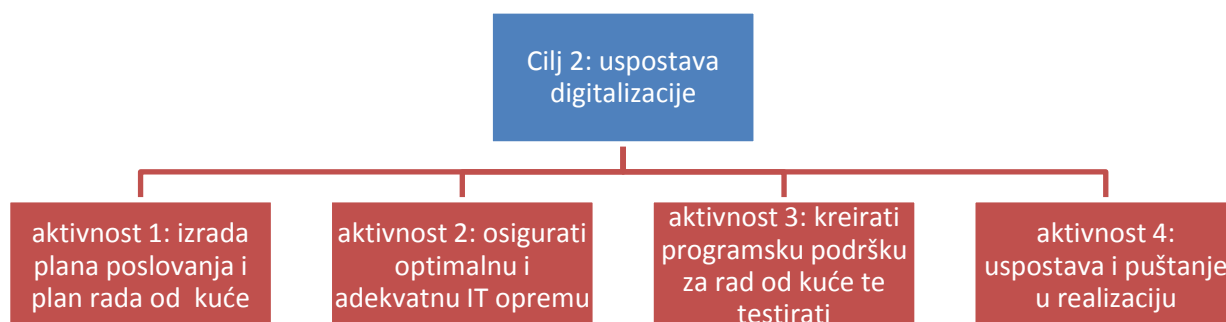 Cilj 2: uspostava
digitalizacije
aktivnost 1: izrada
plana poslovanja i
plan rada od  kuće
aktivnost 2: osigurati
optimalnu i
adekvatnu IT opremu
aktivnost 3: kreirati
programsku podršku
za rad od kuće te
testirati
aktivnost 4:
uspostava i puštanje
u realizaciju